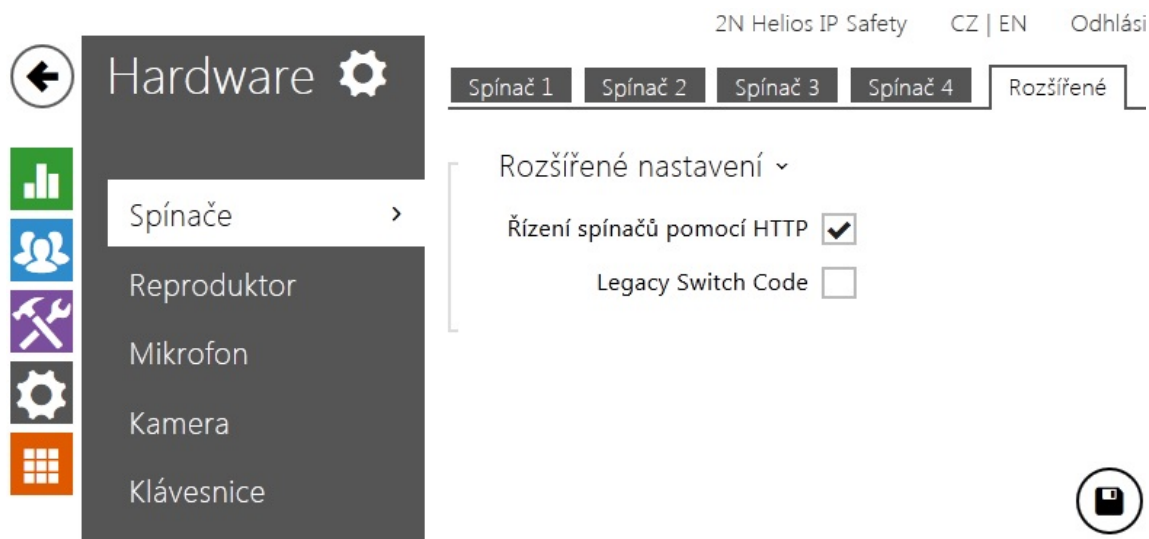 2N Helios IP Safety CZ | EN Odhlási
Hardware
Spínač 1 Spínač 2 Spínač 3 Spínač 4 Rozšířené
Rozšířené nastavení
Spínače
Řízení spínačů pomocí HTTP
Legacy Switch Code
Reproduktor
Mikrofon
Kamera
Klávesnice